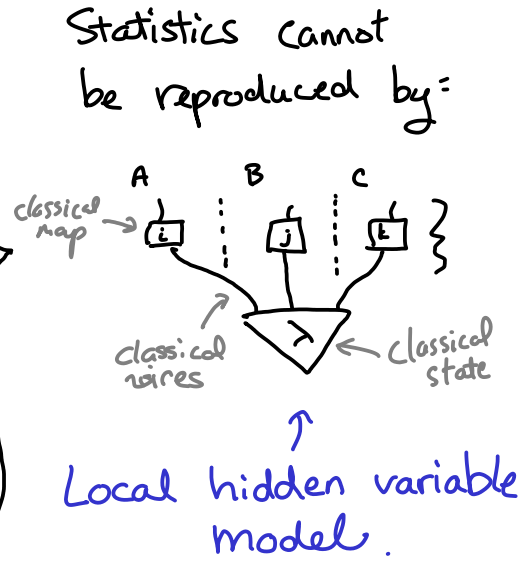 Statistics cannot
be reproduced by:
A B C
classical
map
i j k
λ
classical
wires
classical
state
Local hidden variable
model.